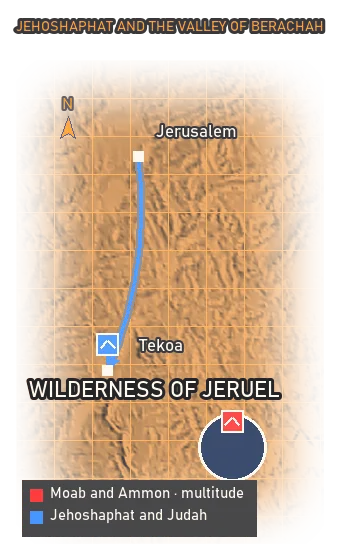 JEHOSHAPHAT AND THE VALLEY OF BERACHAH
N
Jerusalem
Tekoa
WILDERNESS OF JERUEL
Moab and Ammon · multitude
Jehoshaphat and Judah